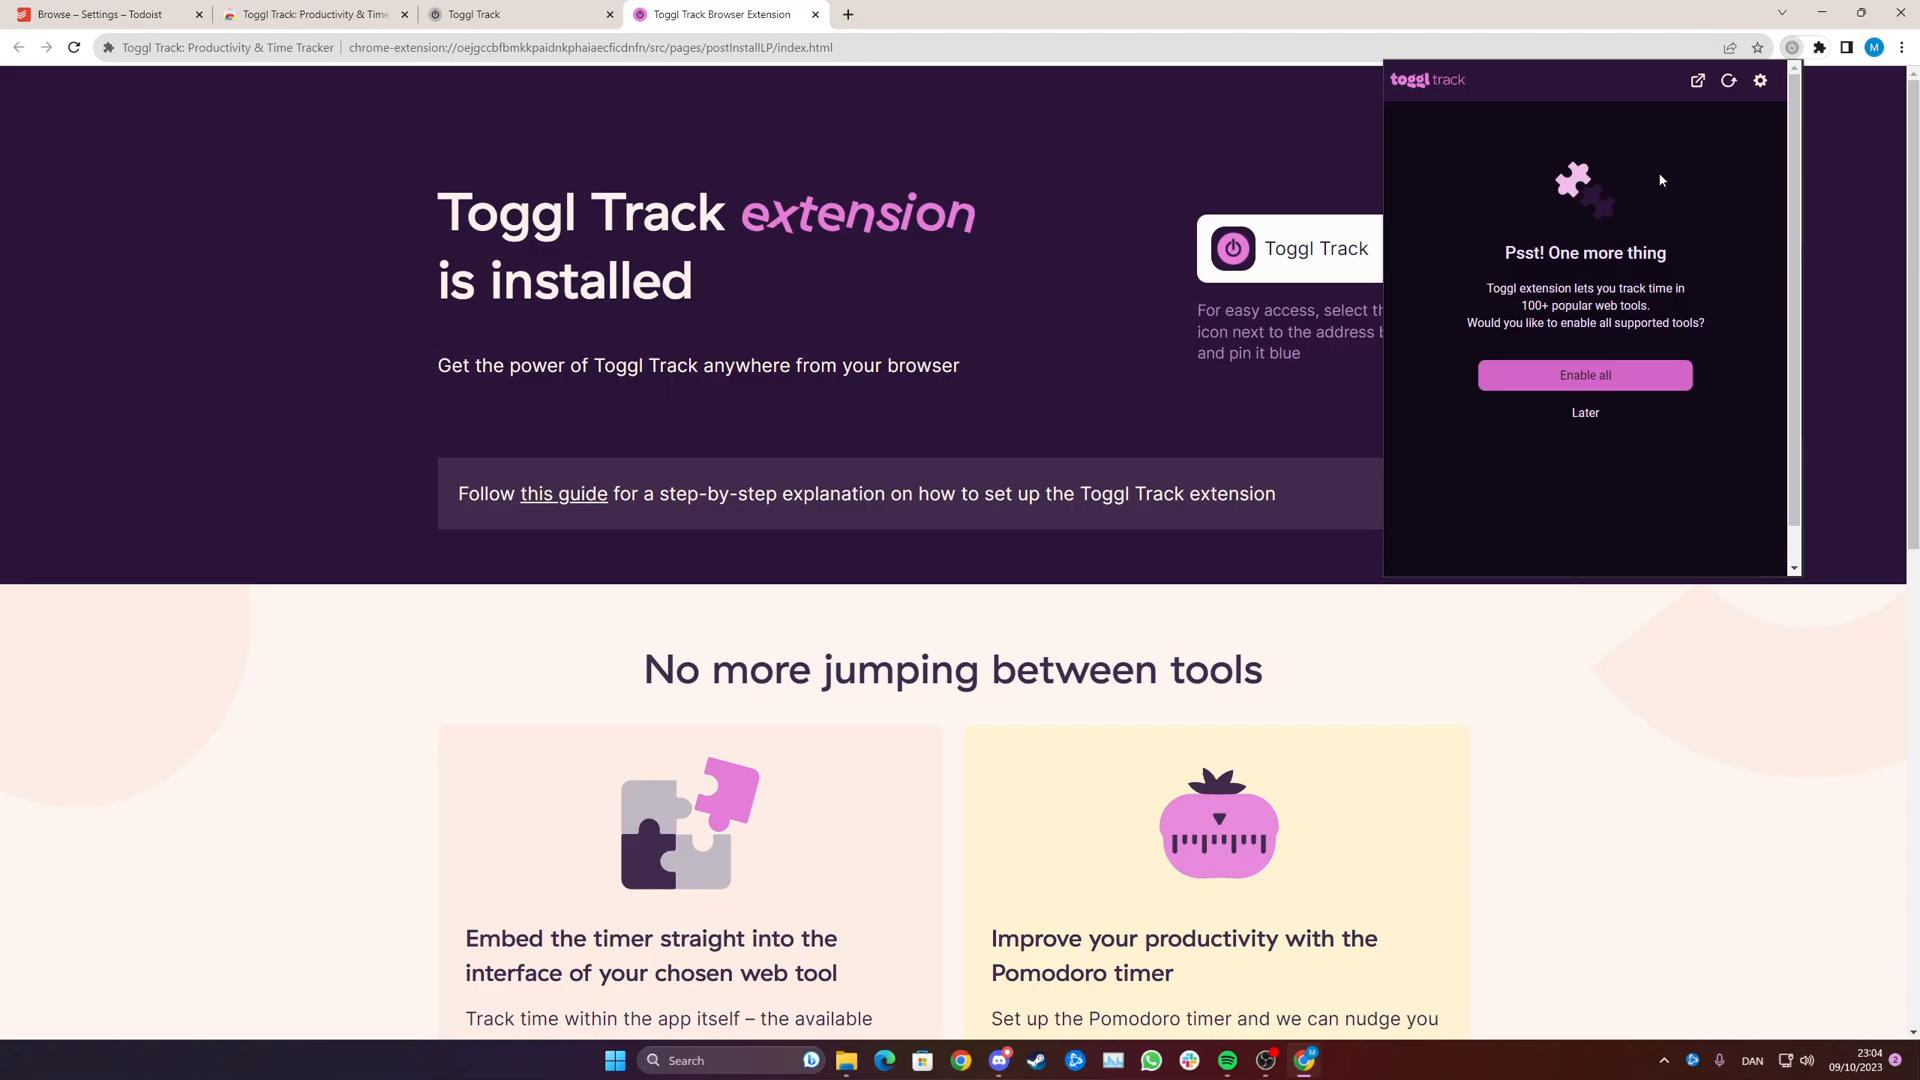 Browse – Settings – Todoist
Toggl Track: Productivity & Time
Toggl Track
Toggl Track Browser Extension
Toggl Track: Productivity & Time Tracker
chrome-extension://oejgccbfbmkkpaidnkphaiaecficdnfn/src/pages/postInstallLP/index.html
M
toggl track
Toggl Track extension
is installed
Get the power of Toggl Track anywhere from your browser
Toggl Track
For easy access, select th
icon next to the address b
and pin it blue
Follow this guide for a step-by-step explanation on how to set up the Toggl Track extension
Psst! One more thing
Toggl extension lets you track time in
100+ popular web tools.
Would you like to enable all supported tools?
Enable all
Later
No more jumping between tools
Embed the timer straight into the
interface of your chosen web tool
Track time within the app itself – the available
Improve your productivity with the
Pomodoro timer
Set up the Pomodoro timer and we can nudge you
Search
DAN
23:04
09/10/2023
2